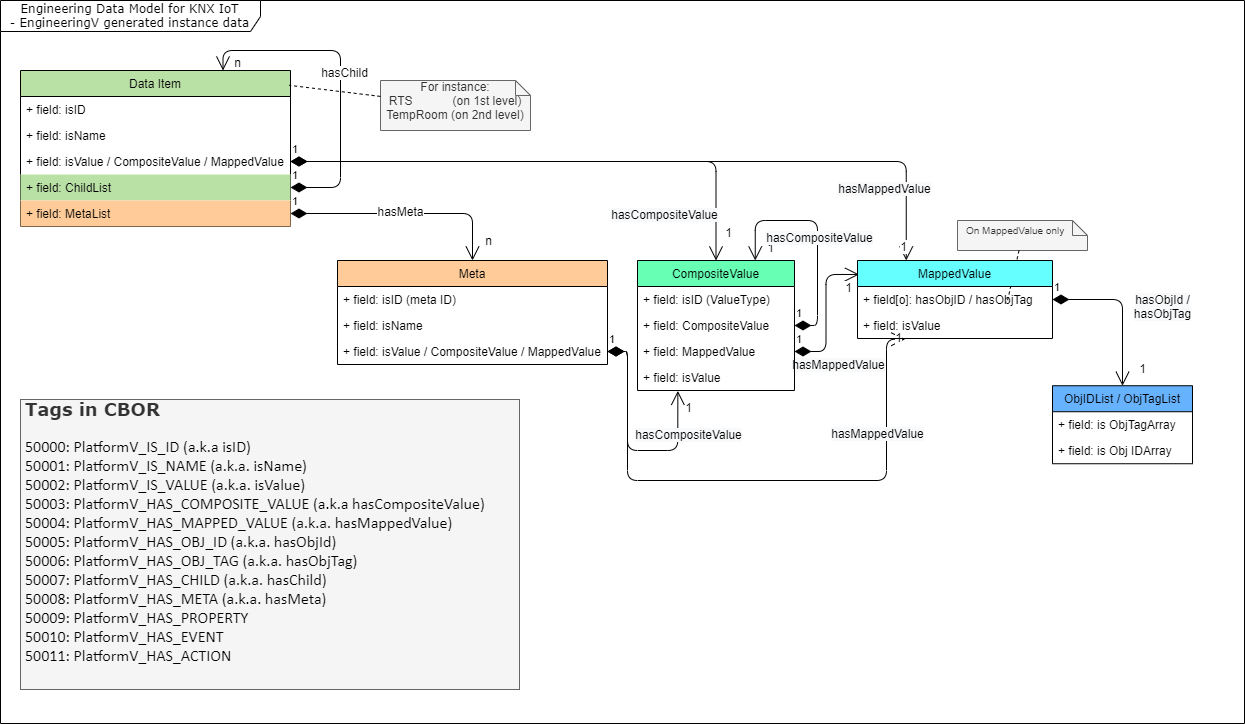 Engineering Data Model for KNX IoT
- EngineeringV generated instance data
n
hasChild
Data Item
+ field: isID
+ field: isName
+ field: isValue / CompositeValue / MappedValue
+ field: ChildList
+ field: MetaList
For instance:
RTS (on 1st level)
TempRoom (on 2nd level)
1
1
1
hasMeta
n
hasCompositeValue
1
hasMappedValue
1
hasCompositeValue
1
On MappedValue only
Meta
+ field: isID (meta ID)
+ field: isName
+ field: isValue / CompositeValue / MappedValue
1
CompositeValue
+ field: isID (ValueType)
+ field: CompositeValue
+ field: MappedValue
+ field: isValue
1
1
1
hasMappedValue
MappedValue
+ field[o]: hasObjID / hasObjTag
+ field: isValue
1
1
hasObjId /
hasObjTag
1
ObjIDList / ObjTagList
+ field: is ObjTagArray
+ field: is Obj IDArray
1
hasCompositeValue
hasMappedValue
Tags in CBOR
50000: PlatformV_IS_ID (a.k.a isID)
50001: PlatformV_IS_NAME (a.k.a. isName)
50002: PlatformV_IS_VALUE (a.k.a. isValue)
50003: PlatformV_HAS_COMPOSITE_VALUE (a.k.a hasCompositeValue)
50004: PlatformV_HAS_MAPPED_VALUE (a.k.a. hasMappedValue)
50005: PlatformV_HAS_OBJ_ID (a.k.a. hasObjId)
50006: PlatformV_HAS_OBJ_TAG (a.k.a. hasObjTag)
50007: PlatformV_HAS_CHILD (a.k.a. hasChild)
50008: PlatformV_HAS_META (a.k.a. hasMeta)
50009: PlatformV_HAS_PROPERTY
50010: PlatformV_HAS_EVENT
50011: PlatformV_HAS_ACTION